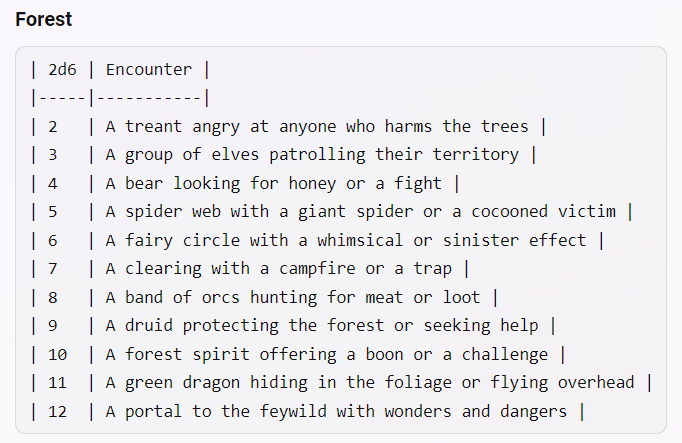 Forest
| 2d6 | Encounter |
|-----|-----------|
| 2   | A treant angry at anyone who harms the trees |
| 3   | A group of elves patrolling their territory |
| 4   | A bear looking for honey or a fight |
| 5   | A spider web with a giant spider or a cocooned victim |
| 6   | A fairy circle with a whimsical or sinister effect |
| 7   | A clearing with a campfire or a trap |
| 8   | A band of orcs hunting for meat or loot |
| 9   | A druid protecting the forest or seeking help |
| 10  | A forest spirit offering a boon or a challenge |
| 11  | A green dragon hiding in the foliage or flying overhead |
| 12  | A portal to the feywild with wonders and dangers |